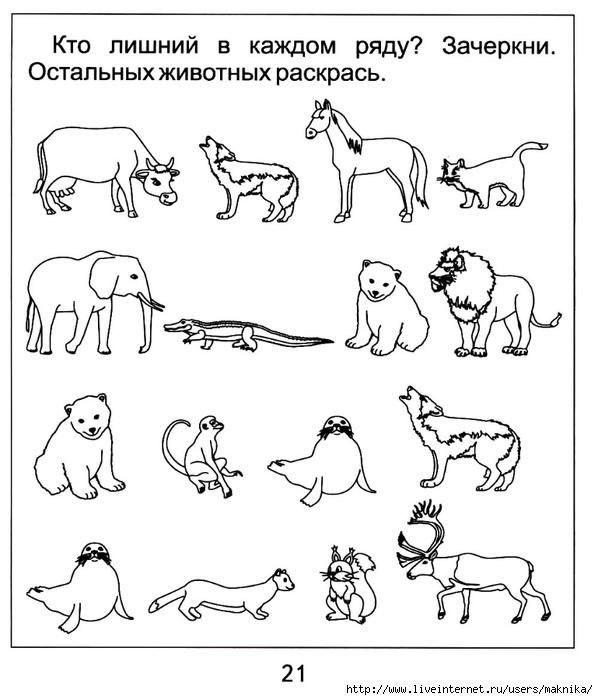 Кто лишний в каждом ряду? Зачеркни.
Остальных животных раскрась.
21
http://www.liveinternet.ru/users/maknika/